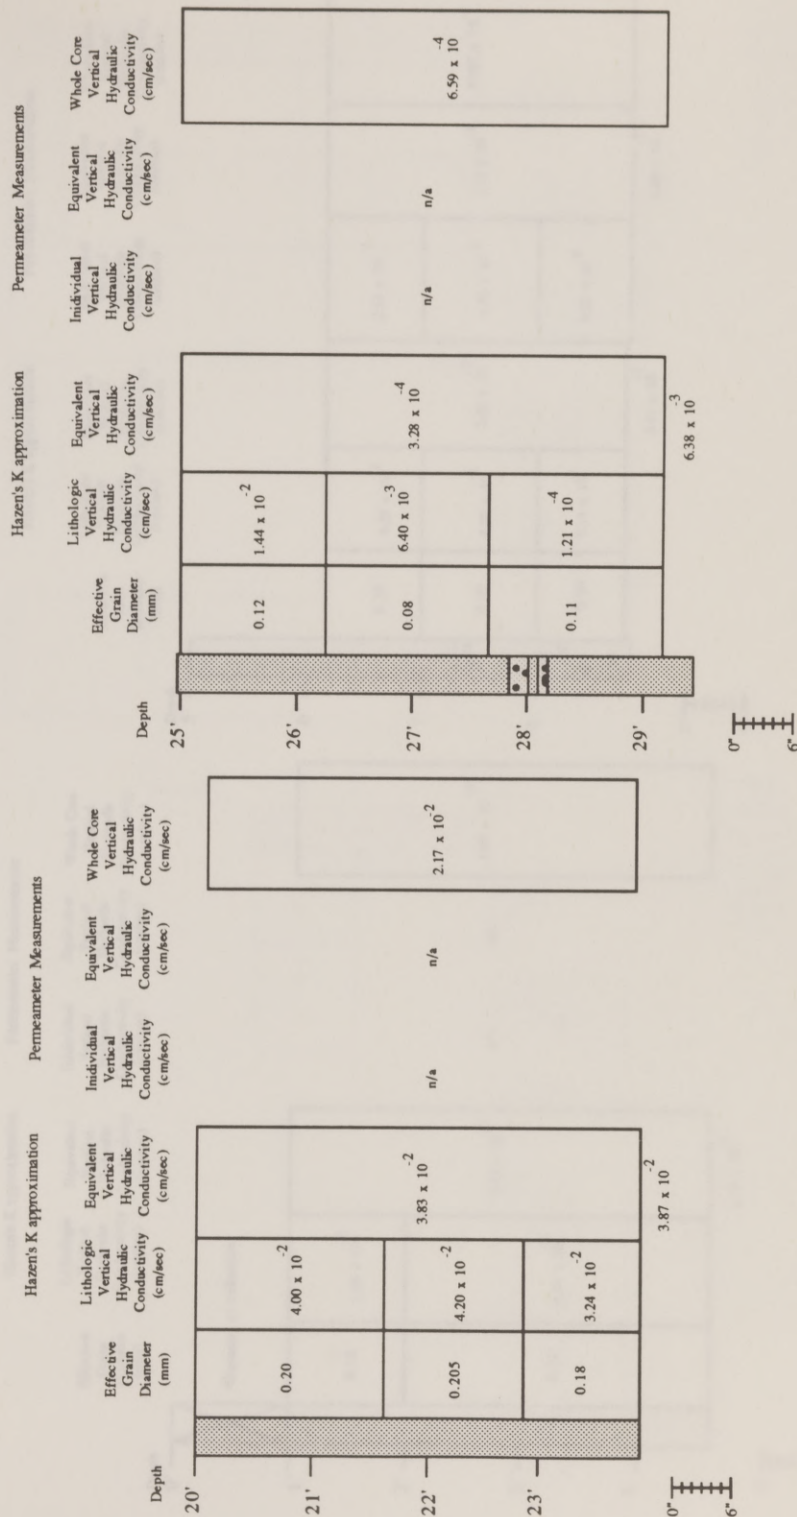 Hazen's K approximation
Permeameter Measurements
Depth
Effective
Grain
Diameter
(mm)
Lithologic
Vertical
Hydraulic
Conductivity
(cm/sec)
Equivalent
Vertical
Hydraulic
Conductivity
(cm/sec)
Inidividual
Vertical
Hydraulic
Conductivity
(cm/sec)
Equivalent
Vertical
Hydraulic
Conductivity
(cm/sec)
Whole Core
Vertical
Hydraulic
Conductivity
(cm/sec)
20'
21'
22'
23'
0.20
0.205
0.18
4.00 x 10 -2
4.20 x 10 -2
3.24 x 10 -2
3.83 x 10 -2
3.87 x 10 -2
n/a
n/a
2.17 x 10 -2
0"
6"
Hazen's K approximation
Permeameter Measurements
Depth
Effective
Grain
Diameter
(mm)
Lithologic
Vertical
Hydraulic
Conductivity
(cm/sec)
Equivalent
Vertical
Hydraulic
Conductivity
(cm/sec)
Inidividual
Vertical
Hydraulic
Conductivity
(cm/sec)
Equivalent
Vertical
Hydraulic
Conductivity
(cm/sec)
Whole Core
Vertical
Hydraulic
Conductivity
(cm/sec)
25'
26'
27'
28'
29'
0.12
0.08
0.11
1.44 x 10 -2
6.40 x 10 -3
1.21 x 10 -4
3.28 x 10 -4
6.38 x 10 -3
n/a
n/a
6.59 x 10 -4
0"
6"